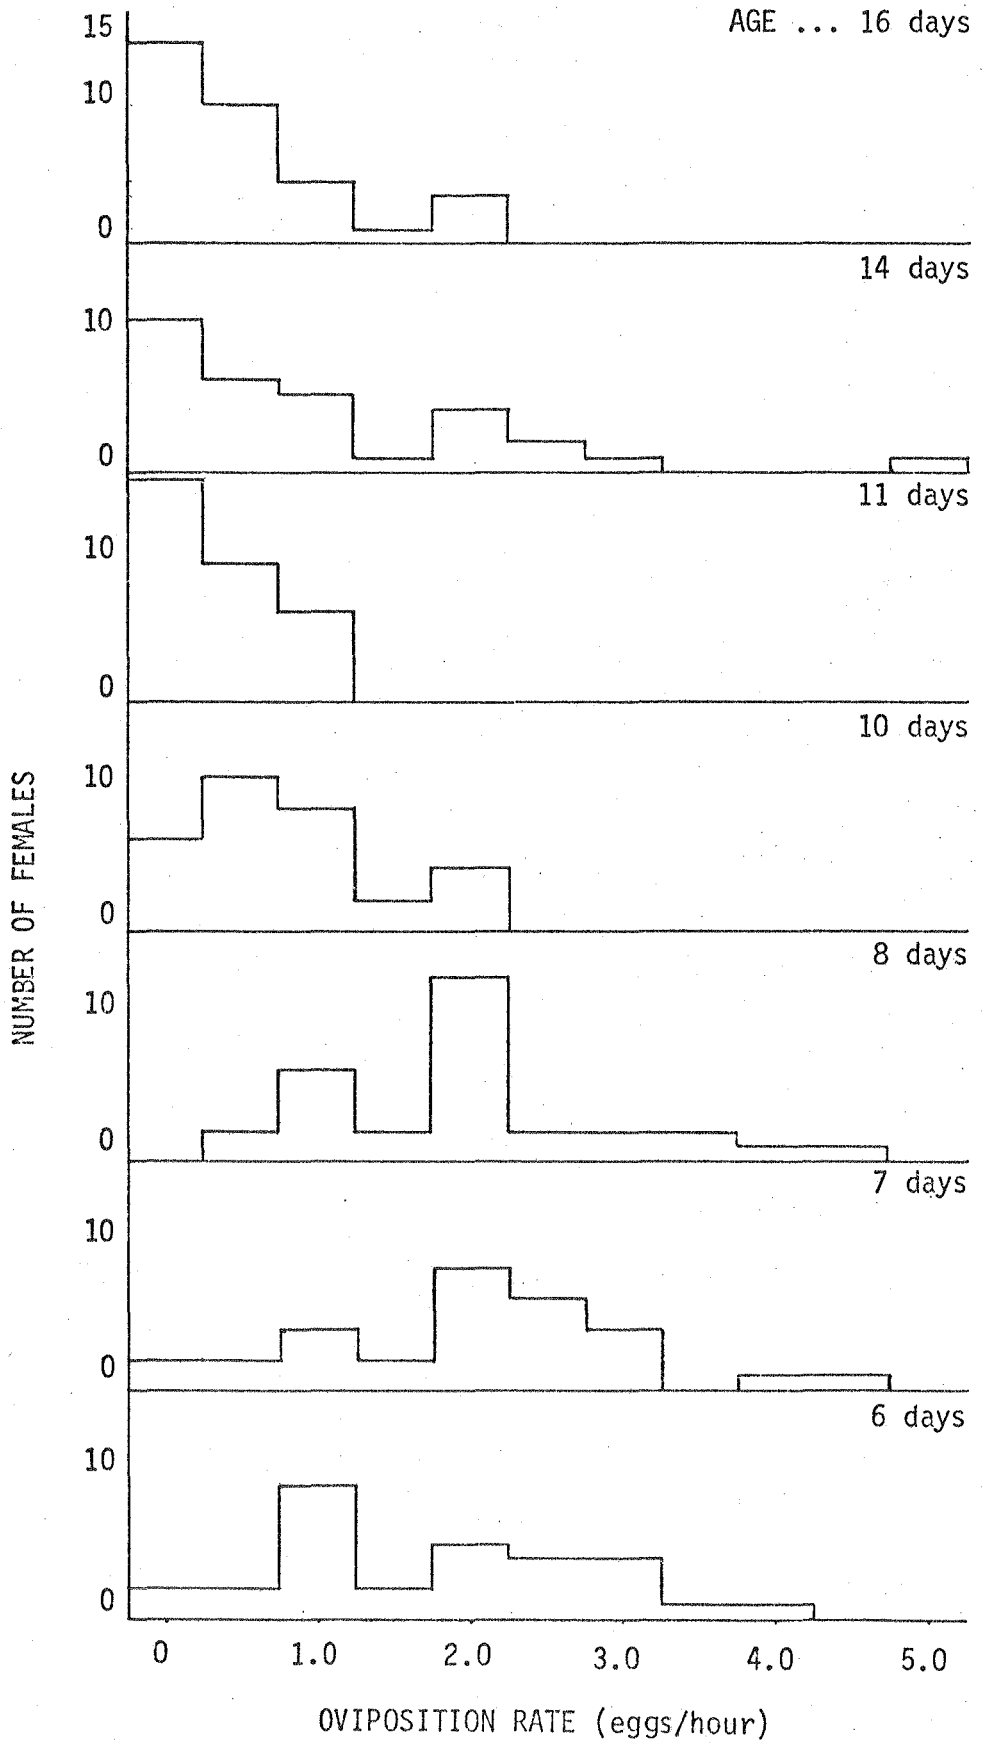 AGE ... 16 days
15
10
0
14 days
10
0
11 days
10
0
10 days
10
0
8 days
10
0
7 days
10
0
6 days
10
0
NUMBER OF FEMALES
0 1.0 2.0 3.0 4.0 5.0
OVIPOSITION RATE (eggs/hour)